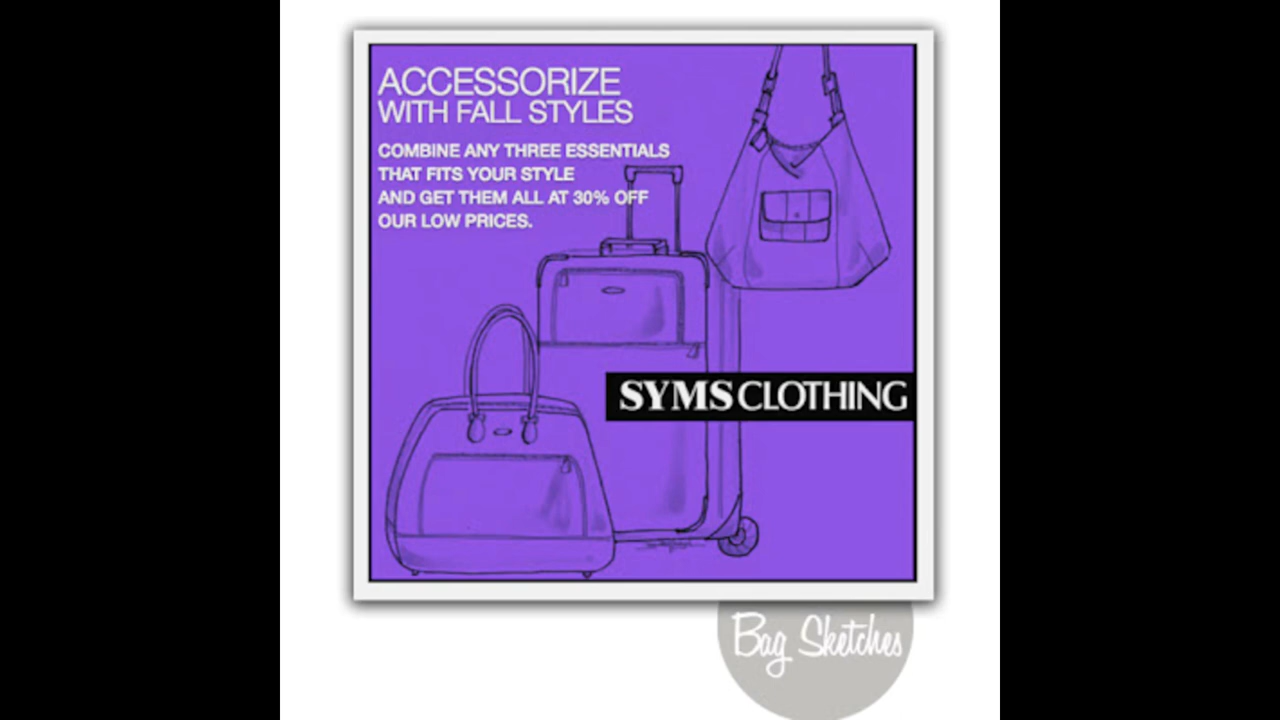 ACCESSORIZE
WITH FALL STYLES
COMBINE ANY THREE ESSENTIALS
THAT FITS YOUR STYLE
AND GET THEM ALL AT 30% OFF
OUR LOW PRICES.
SYMS CLOTHING
Bag Sketches